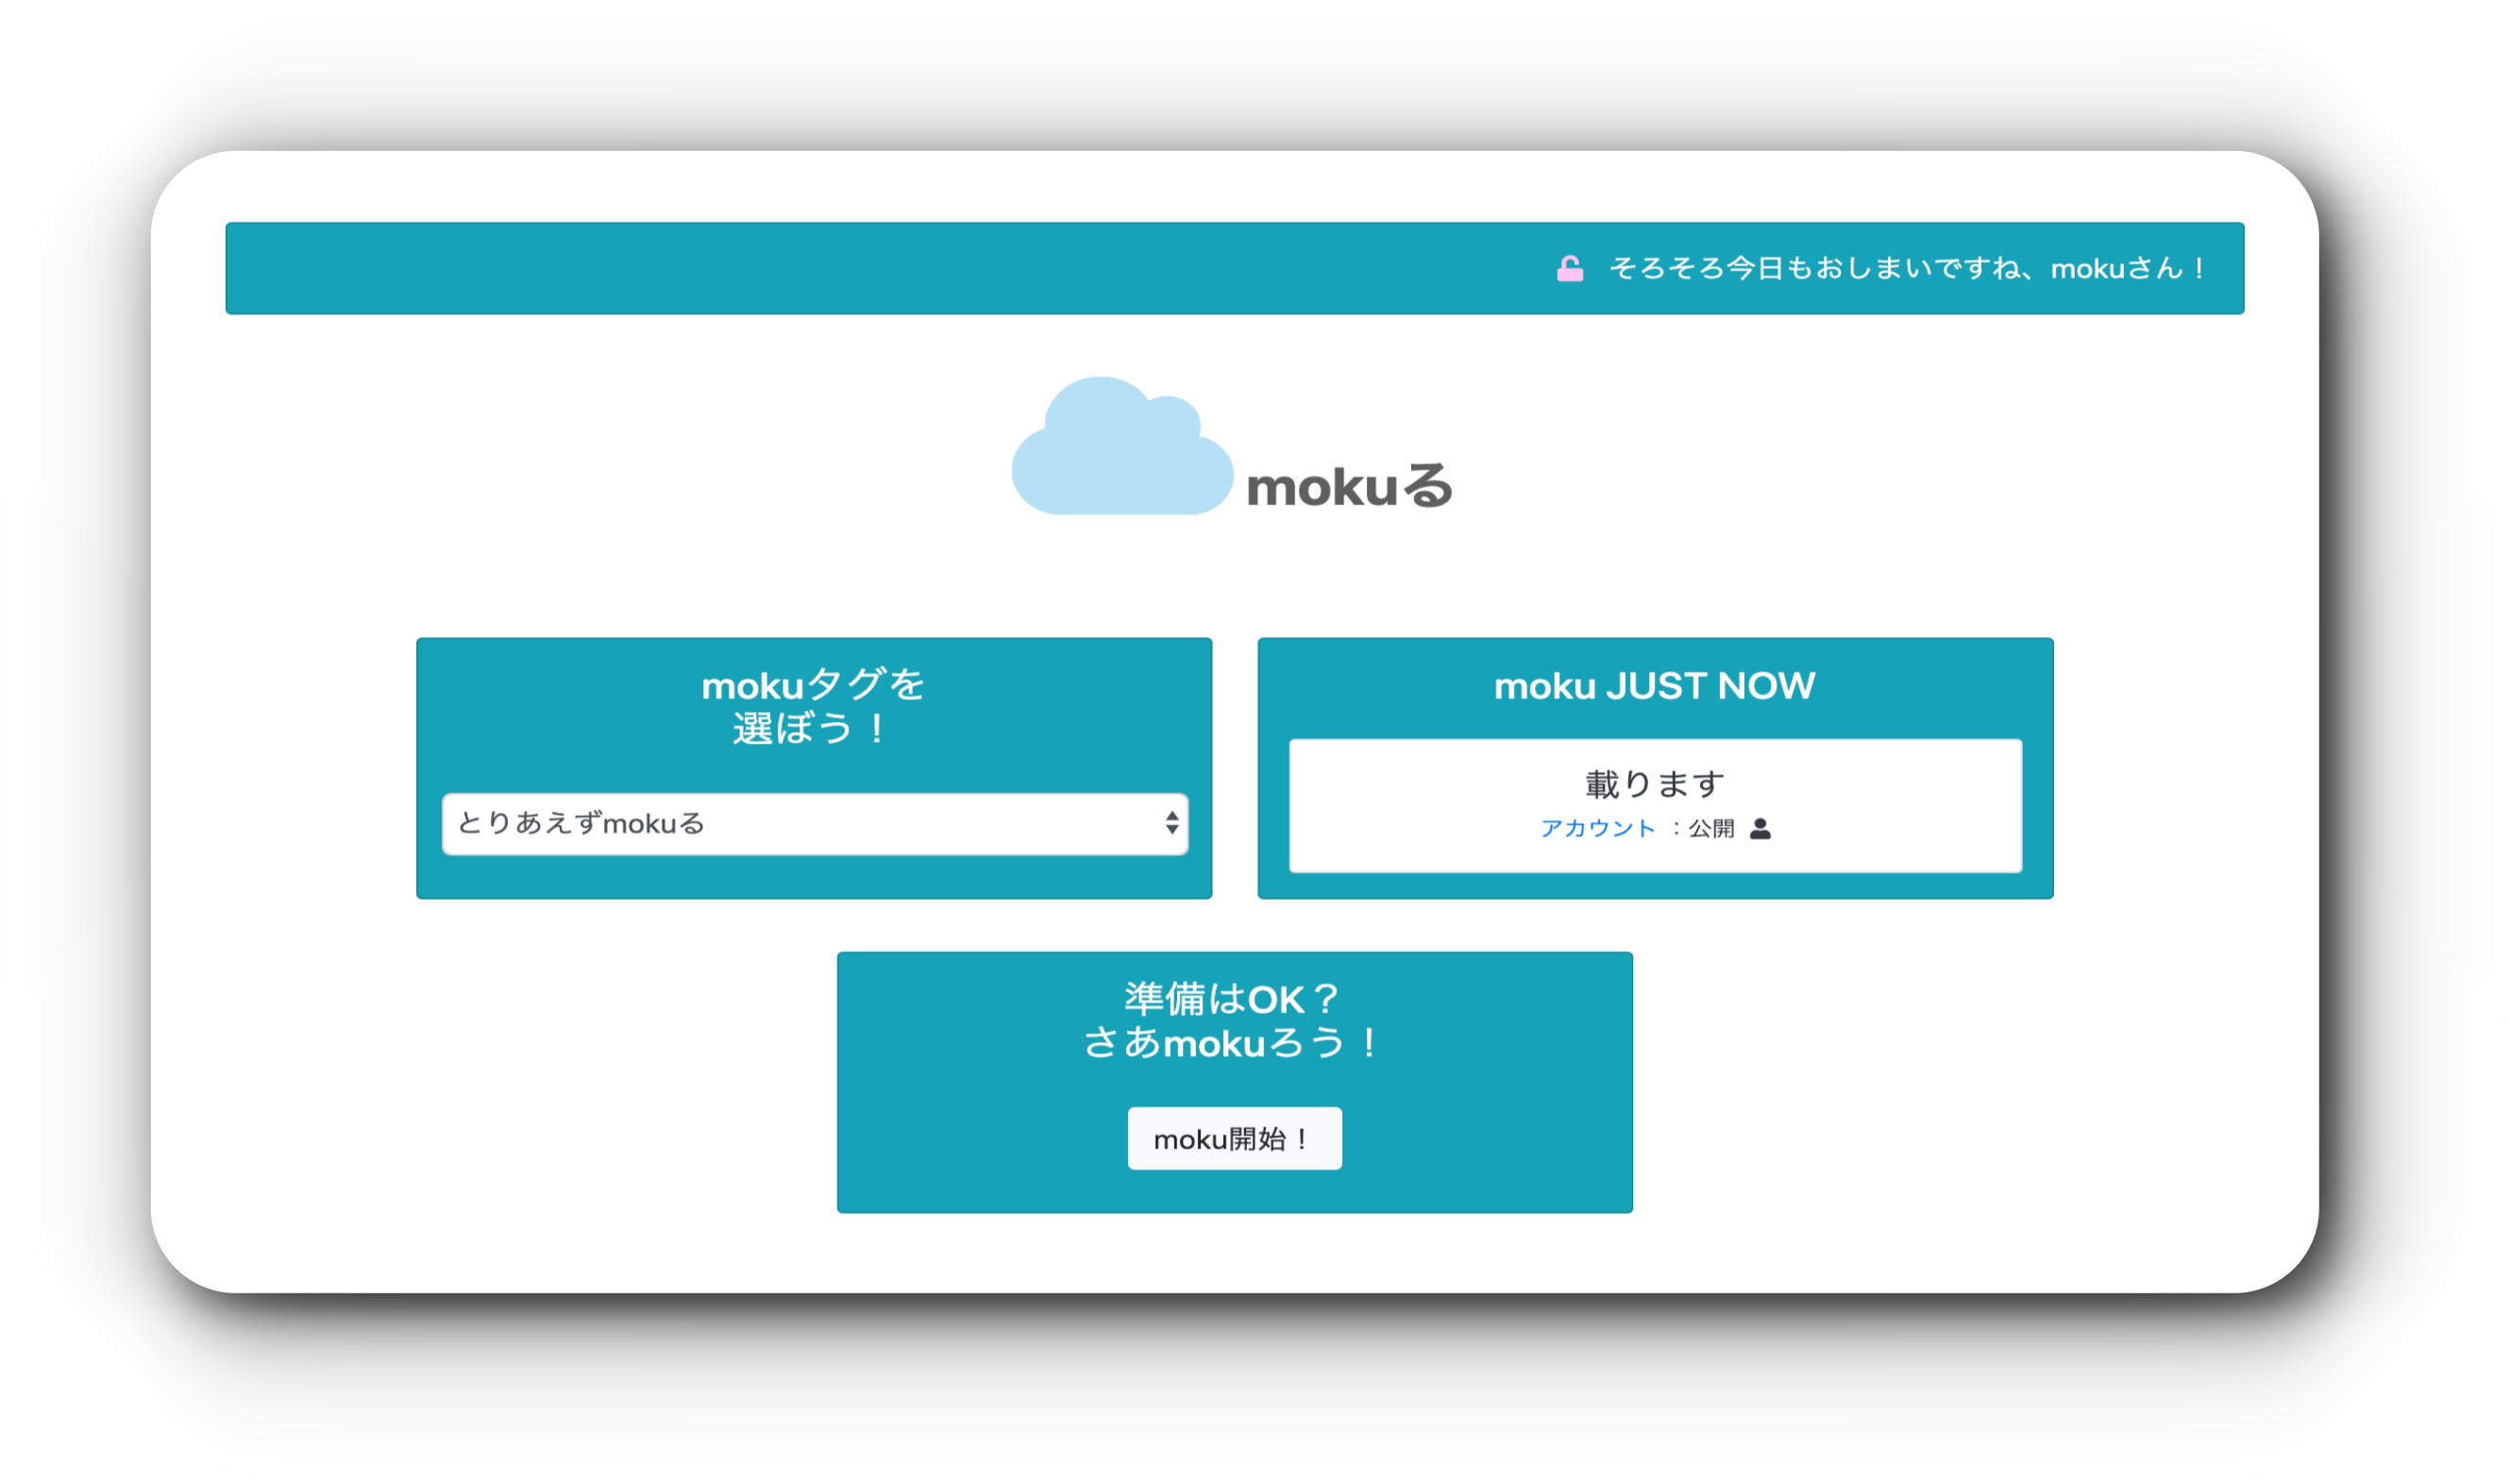 そろそろ今日もおしまいですね、mokuさん！
mokuる
mokuタグを
選ぼう！
とりあえずmokuる
moku JUST NOW
載ります
アカウント ：公開
準備はOK？
さあmokuろう！
moku開始！